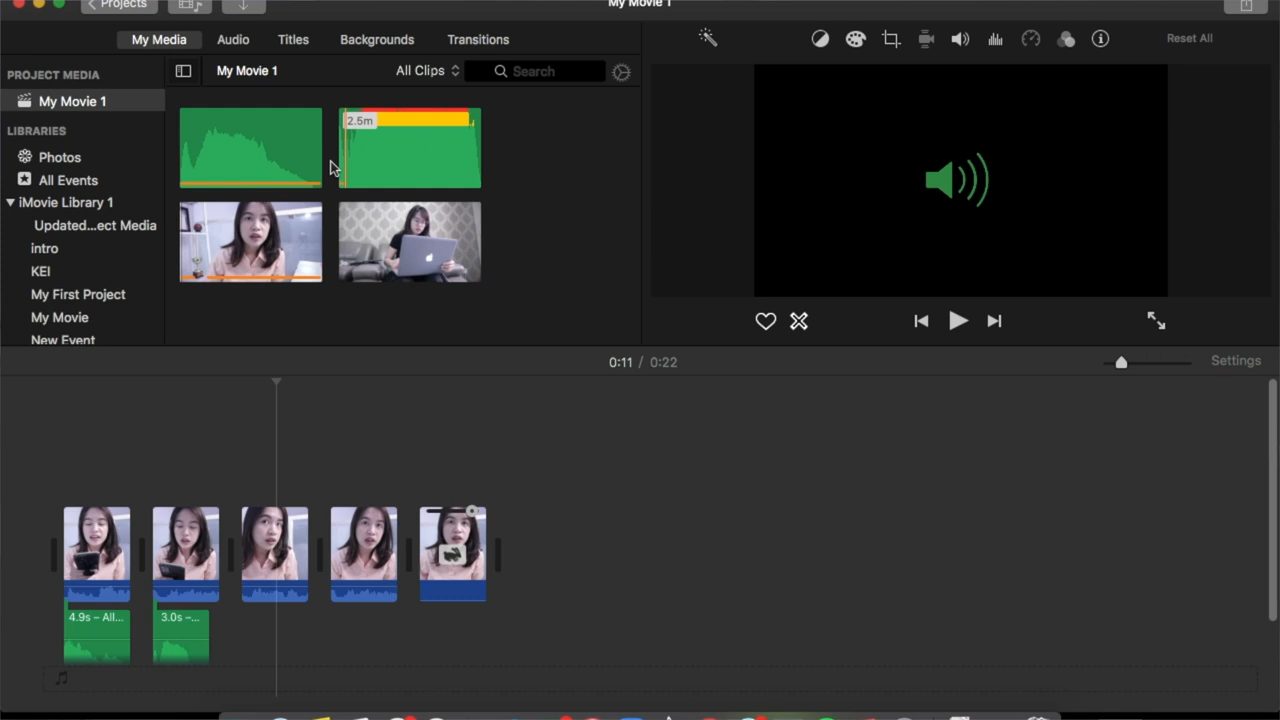 My Movie 1
Projects
My Media
Audio
Titles
Backgrounds
Transitions
Reset All
PROJECT MEDIA
My Movie 1
LIBRARIES
Photos
All Events
iMovie Library 1
Updated...ect Media
intro
KEI
My First Project
My Movie
New Event
My Movie 1
All Clips
Search
2.5m
0:11 / 0:22
Settings
4.9s – All...
3.0s –...